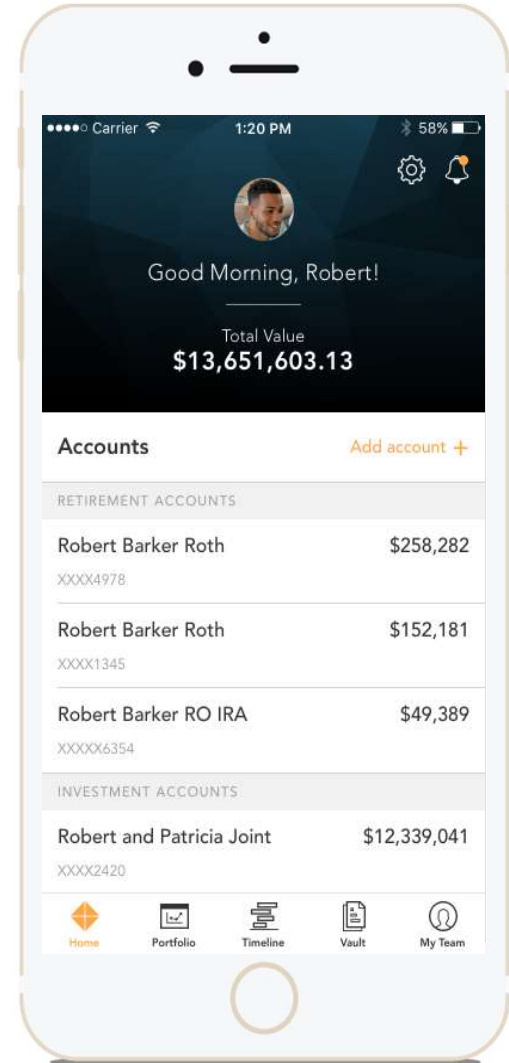 Carrier 1:20 PM 58%
Good Morning, Robert!
Total Value
$13,651,603.13
Accounts Add account +
RETIREMENT ACCOUNTS
Robert Barker Roth $258,282
XXXX4978
Robert Barker Roth $152,181
XXXX1345
Robert Barker RO IRA $49,389
XXXXX6354
INVESTMENT ACCOUNTS
Robert and Patricia Joint $12,339,041
XXXX2420
Home Portfolio Timeline Vault My Team